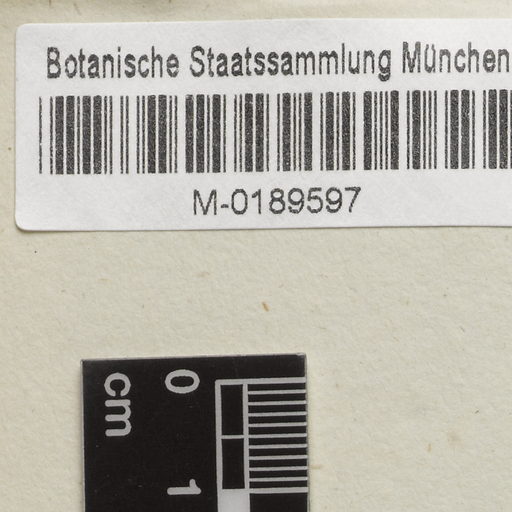 Botanische Staatssammlung München
M-0189597
0
cm
1